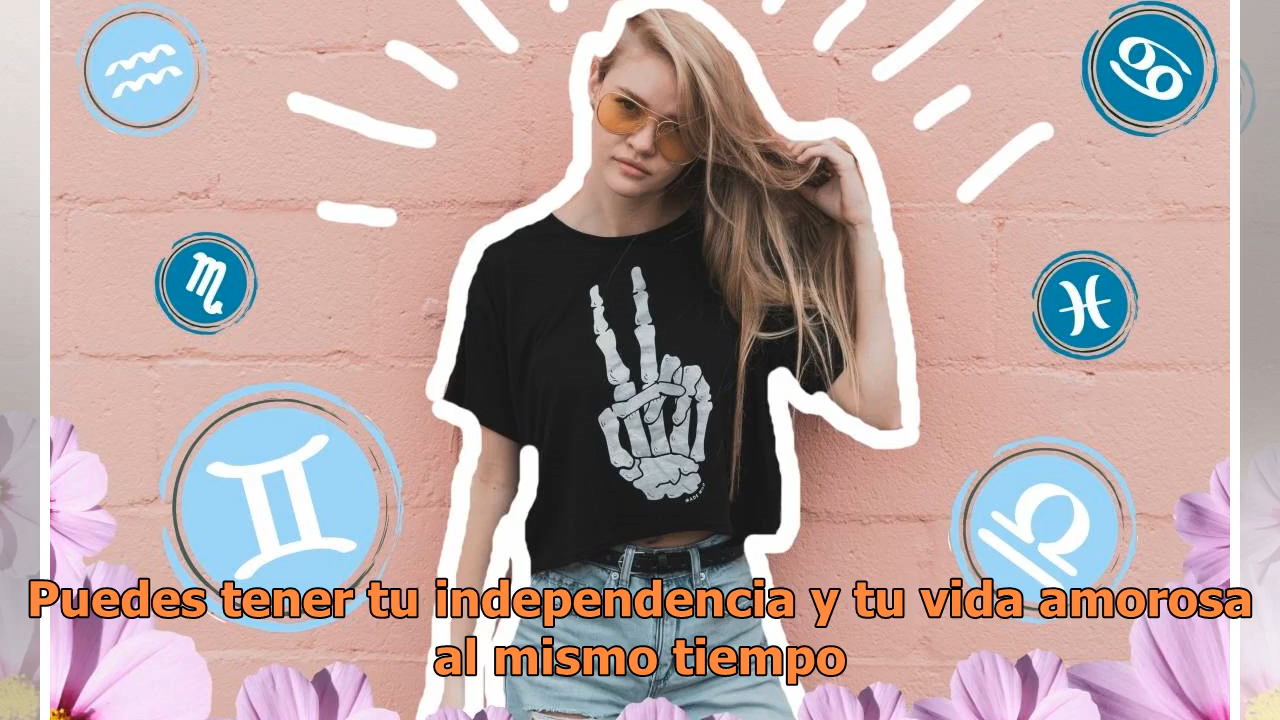 Puedes tener tu independencia y tu vida amorosa
al mismo tiempo